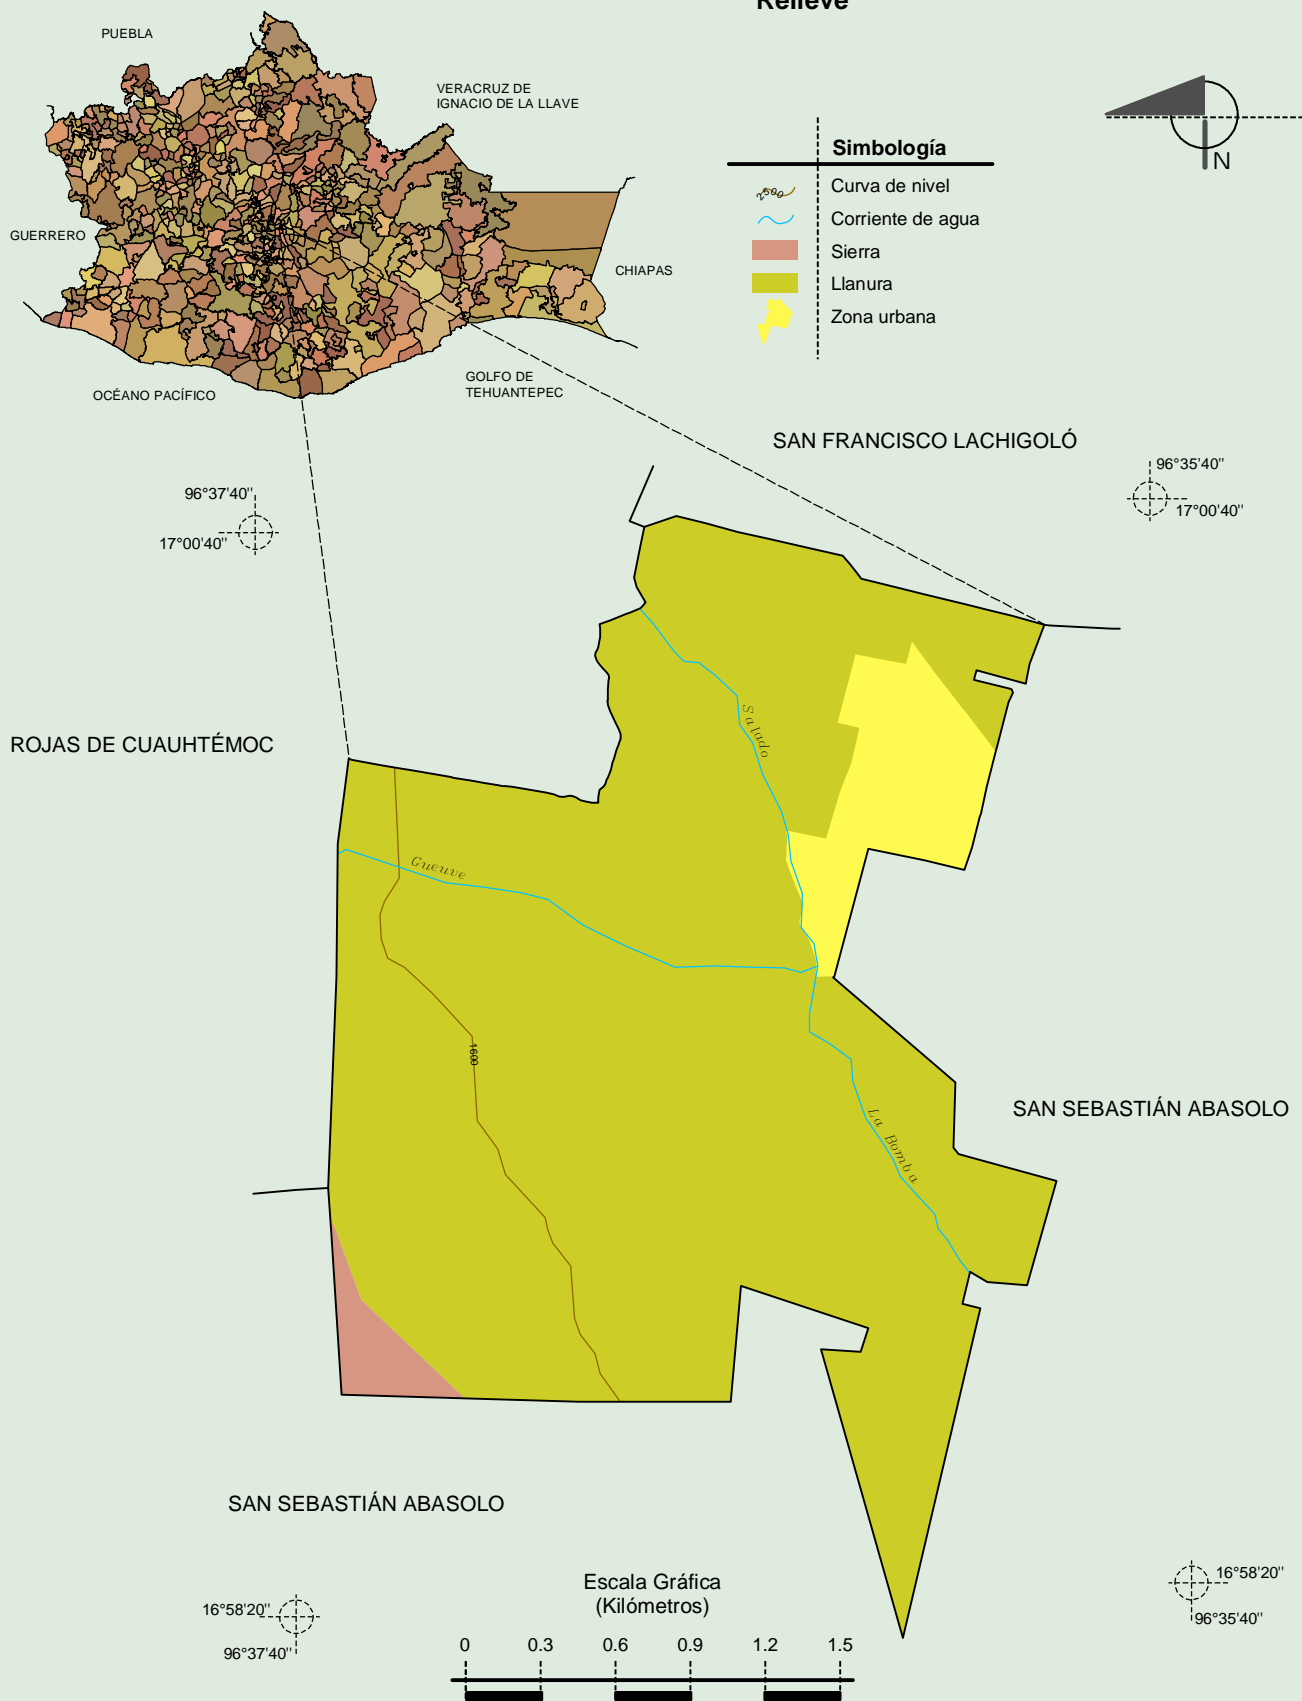 Relieve
PUEBLA
VERACRUZ DE
IGNACIO DE LA LLAVE
GUERRERO
CHIAPAS
OCÉANO PACÍFICO
GOLFO DE
TEHUANTEPEC
N
Simbología
2500
Curva de nivel
Corriente de agua
Sierra
Llanura
Zona urbana
SAN FRANCISCO LACHIGOLÓ
96°37'40"
17°00'40"
96°35'40"
17°00'40"
ROJAS DE CUAUHTÉMOC
Salado
Gueuve
1600
La Bomba
SAN SEBASTIÁN ABASOLO
SAN SEBASTIÁN ABASOLO
16°58'20"
96°37'40"
16°58'20"
96°35'40"
Escala Gráfica
(Kilómetros)
0 0.3 0.6 0.9 1.2 1.5